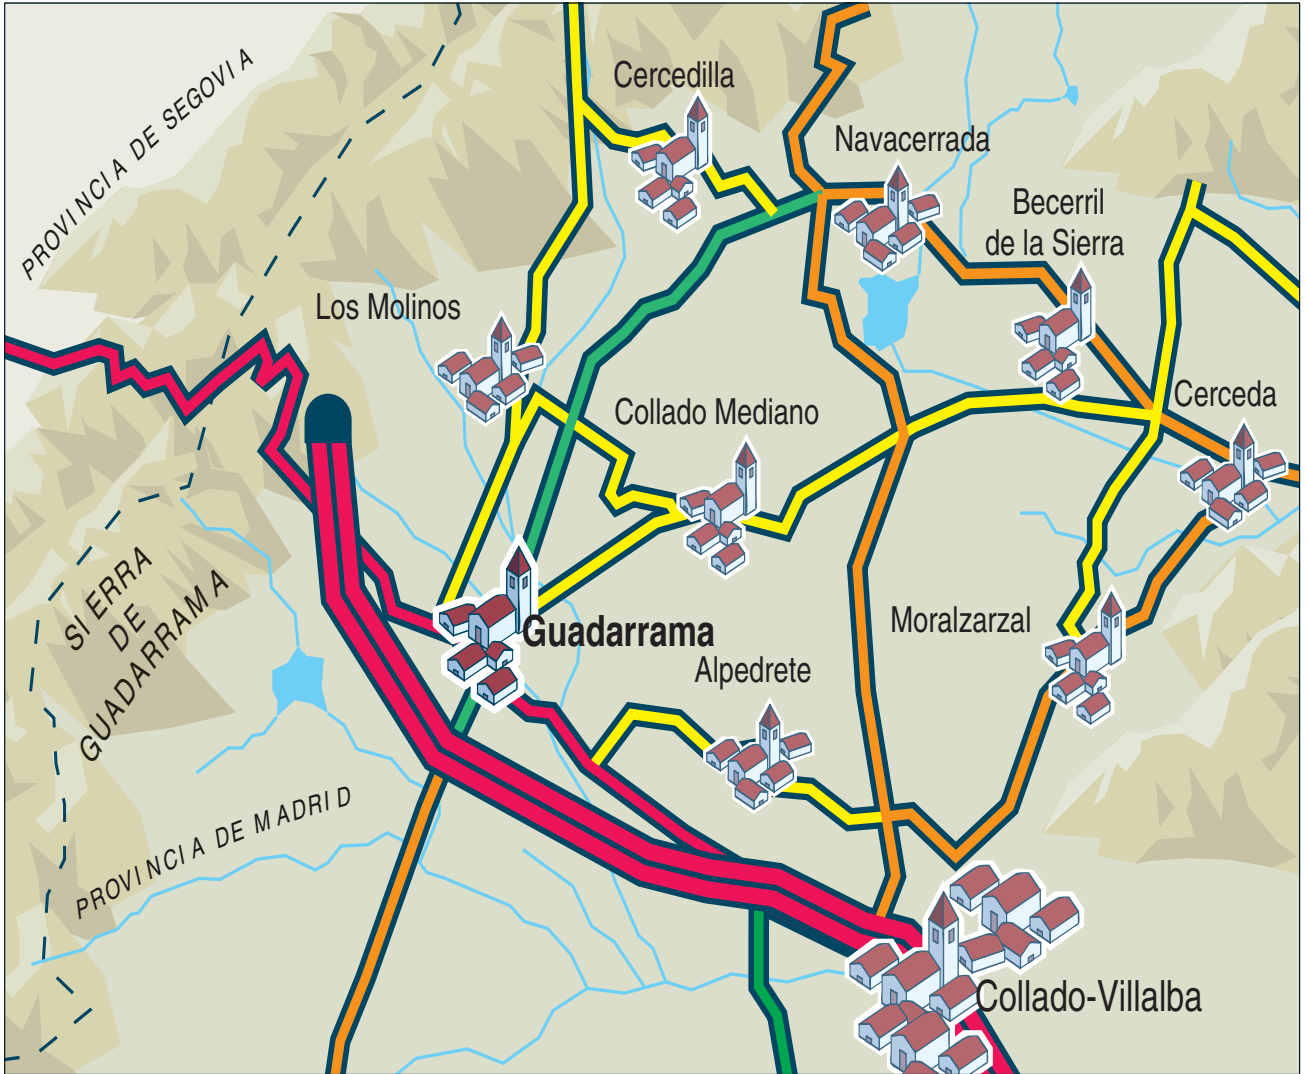 PROVINCIA DE SEGOVIA
Cercedilla
Navacerrada
Becerril
de la Sierra
Los Molinos
Collado Mediano
Cerceda
SIERRA
DE
GUADARRAMA
Guadarrama
Moralzarzal
Alpedrete
PROVINCIA DE MADRID
Collado-Villalba